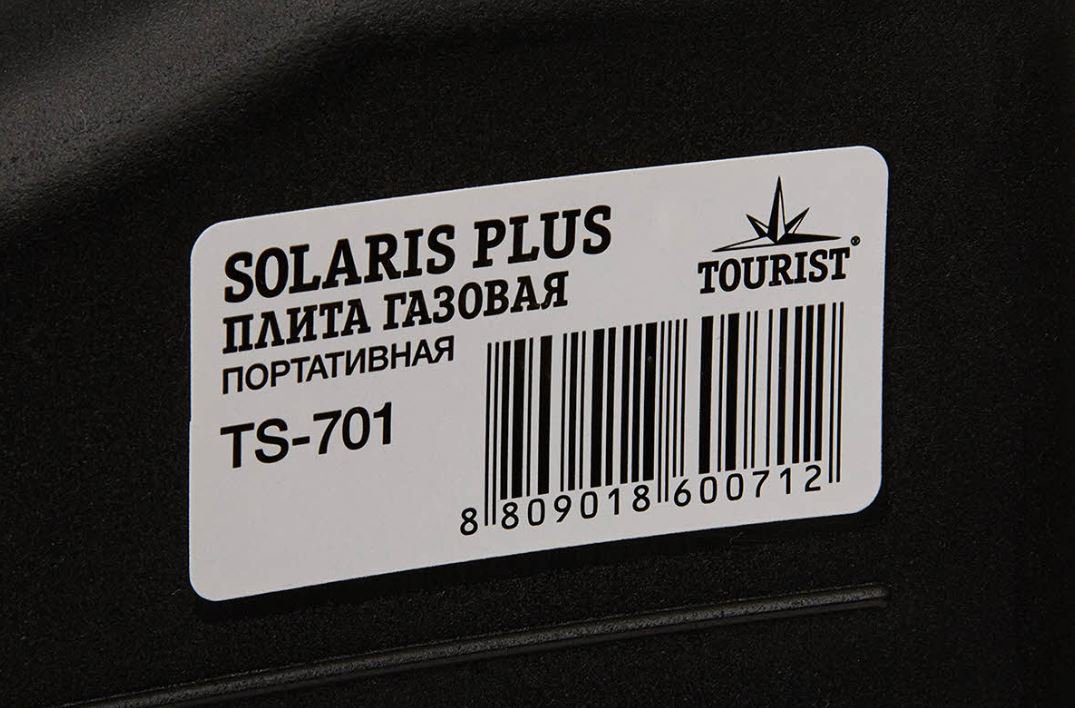 SOLARIS PLUS
ПЛИТА ГАЗОВАЯ
ПОРТАТИВНАЯ
TS-701
TOURIST®
8 809018 600712